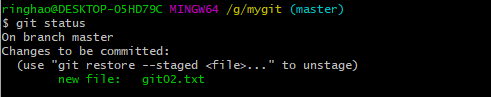 ringhao@DESKTOP-O5HD79C MINGW64 /g/mygit (master)
$ git status
On branch master
Changes to be committed:
  (use "git restore --staged <file>..." to unstage)
        new file:   git02.txt